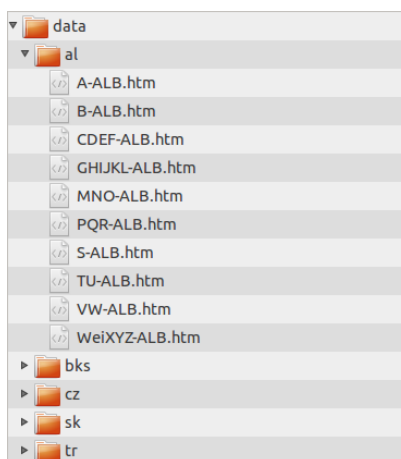 data
al
A-ALB.htm
B-ALB.htm
CDEF-ALB.htm
GHIJKL-ALB.htm
MNO-ALB.htm
PQR-ALB.htm
S-ALB.htm
TU-ALB.htm
VW-ALB.htm
WeiXYZ-ALB.htm
bks
cz
sk
tr